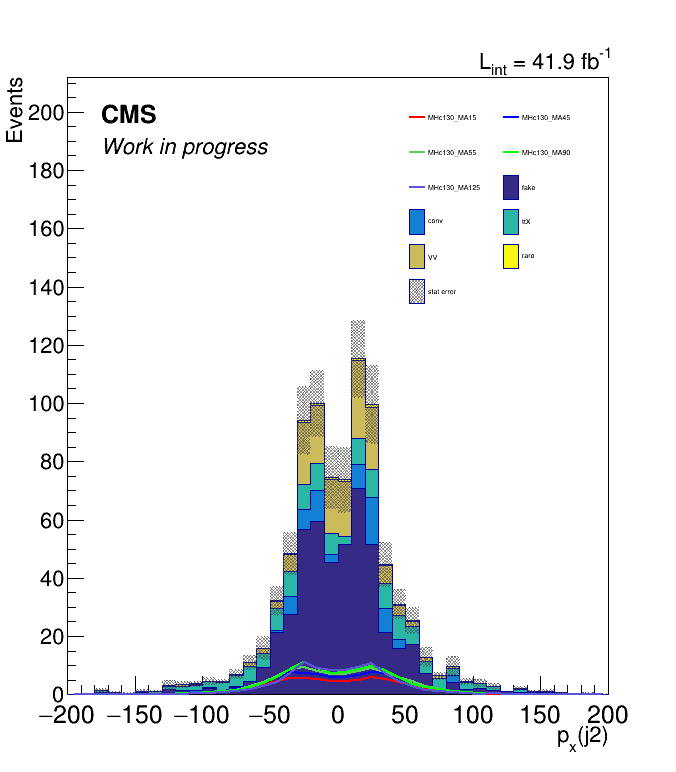 L_int = 41.9 fb^-1
Events
CMS
Work in progress
MHc130_MA15
MHc130_MA45
MHc130_MA55
MHc130_MA90
MHc130_MA125
fake
conv
ttX
VV
rare
stat error
200
180
160
140
120
100
80
60
40
20
0
−200 −150 −100 −50 0 50 100 150 200
p_x(j2)